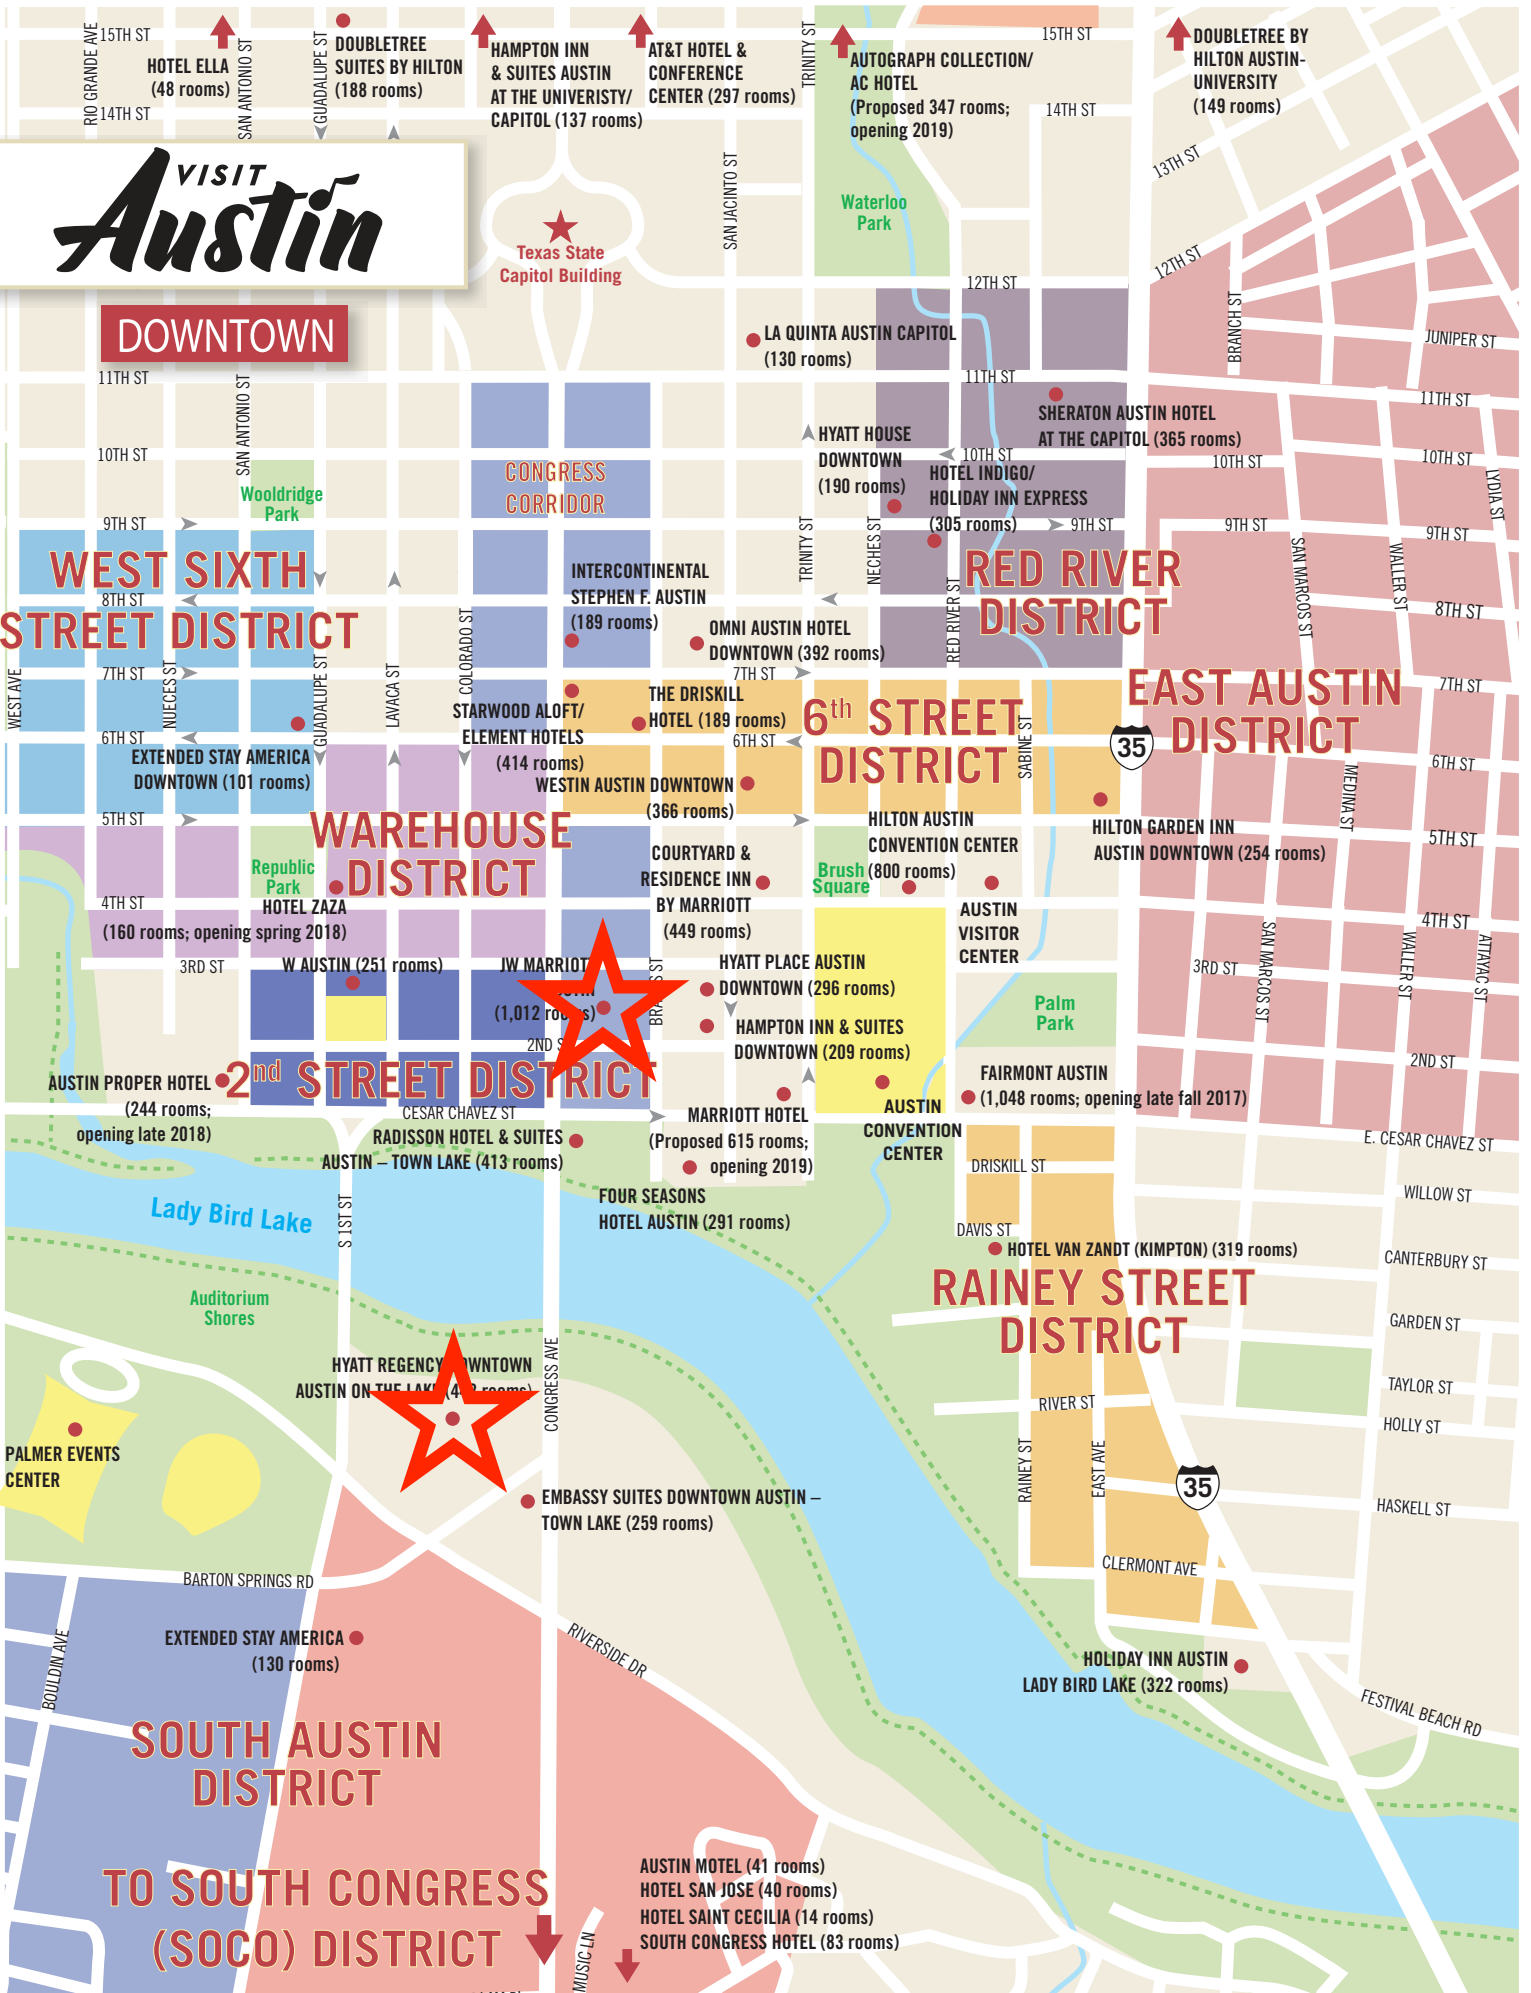 15TH ST
RIO GRANDE AVE
SAN ANTONIO ST
GUADALUPE ST
HOTEL ELLA
(48 rooms)
DOUBLETREE
SUITES BY HILTON
(188 rooms)
HAMPTON INN
& SUITES AUSTIN
AT THE UNIVERISTY/
CAPITOL (137 rooms)
AT&T HOTEL &
CONFERENCE
CENTER (297 rooms)
TRINITY ST
AUTOGRAPH COLLECTION/
AC HOTEL
(Proposed 347 rooms;
opening 2019)
15TH ST
DOUBLETREE BY
HILTON AUSTIN-
UNIVERSITY
(149 rooms)
14TH ST
14TH ST
13TH ST
VISIT
Austin
DOWNTOWN
SAN JACINTO ST
Waterloo
Park
Texas State
Capitol Building
12TH ST
12TH ST
BRANCH ST
JUNIPER ST
LA QUINTA AUSTIN CAPITOL
(130 rooms)
11TH ST
SAN ANTONIO ST
11TH ST
11TH ST
SHERATON AUSTIN HOTEL
AT THE CAPITOL (365 rooms)
HYATT HOUSE
DOWNTOWN
(190 rooms)
10TH ST
10TH ST
10TH ST
10TH ST
LYDIA ST
CONGRESS
CORRIDOR
HOTEL INDIGO/
HOLIDAY INN EXPRESS
(305 rooms)
Wooldridge
Park
9TH ST
9TH ST
9TH ST
9TH ST
TRINITY ST
NECHES ST
SAN MARCOS ST
WALLER ST
WEST SIXTH
STREET DISTRICT
8TH ST
8TH ST
INTERCONTINENTAL
STEPHEN F. AUSTIN
(189 rooms)
RED RIVER
DISTRICT
RED RIVER ST
OMNI AUSTIN HOTEL
DOWNTOWN (392 rooms)
COLORADO ST
WEST AVE
7TH ST
NUECES ST
GUADALUPE ST
LAVACA ST
7TH ST
7TH ST
EAST AUSTIN
DISTRICT
THE DRISKILL
HOTEL (189 rooms)
STARWOOD ALOFT/
ELEMENT HOTELS
(414 rooms)
6th STREET
DISTRICT
SABINE ST
35
6TH ST
6TH ST
6TH ST
EXTENDED STAY AMERICA
DOWNTOWN (101 rooms)
WESTIN AUSTIN DOWNTOWN
(366 rooms)
MEDINA ST
5TH ST
5TH ST
WAREHOUSE
DISTRICT
HILTON AUSTIN
CONVENTION CENTER
(800 rooms)
HILTON GARDEN INN
AUSTIN DOWNTOWN (254 rooms)
Republic
Park
Brush
Square
COURTYARD &
RESIDENCE INN
BY MARRIOTT
(449 rooms)
4TH ST
4TH ST
HOTEL ZAZA
(160 rooms; opening spring 2018)
AUSTIN
VISITOR
CENTER
SAN MARCOS ST
WALLER ST
ATTAYAC ST
3RD ST
3RD ST
W AUSTIN (251 rooms)
JW MARRIOT
(1,012
HYATT PLACE AUSTIN
DOWNTOWN (296 rooms)
Palm
Park
HAMPTON INN & SUITES
DOWNTOWN (209 rooms)
2ND
2ND ST
2nd STREET DISTRICT
AUSTIN PROPER HOTEL
(244 rooms;
opening late 2018)
FAIRMONT AUSTIN
(1,048 rooms; opening late fall 2017)
CESAR CHAVEZ ST
AUSTIN
CONVENTION
CENTER
MARRIOTT HOTEL
(Proposed 615 rooms;
opening 2019)
RADISSON HOTEL & SUITES
AUSTIN – TOWN LAKE (413 rooms)
E. CESAR CHAVEZ ST
DRISKILL ST
WILLOW ST
FOUR SEASONS
HOTEL AUSTIN (291 rooms)
Lady Bird Lake
S 1ST ST
DAVIS ST
HOTEL VAN ZANDT (KIMPTON) (319 rooms)
CANTERBURY ST
RAINEY STREET
DISTRICT
Auditorium
Shores
GARDEN ST
HYATT REGENCY DOWNTOWN
AUSTIN ON THE LAKE
CONGRESS AVE
TAYLOR ST
RIVER ST
HOLLY ST
PALMER EVENTS
CENTER
RAINEY ST
EAST AVE
35
HASKELL ST
EMBASSY SUITES DOWNTOWN AUSTIN –
TOWN LAKE (259 rooms)
CLERMONT AVE
BARTON SPRINGS RD
EXTENDED STAY AMERICA
(130 rooms)
BOULDIN AVE
RIVERSIDE DR
HOLIDAY INN AUSTIN
LADY BIRD LAKE (322 rooms)
FESTIVAL BEACH RD
SOUTH AUSTIN
DISTRICT
TO SOUTH CONGRESS
(SOCO) DISTRICT
MUSIC LN
AUSTIN MOTEL (41 rooms)
HOTEL SAN JOSE (40 rooms)
HOTEL SAINT CECILIA (14 rooms)
SOUTH CONGRESS HOTEL (83 rooms)